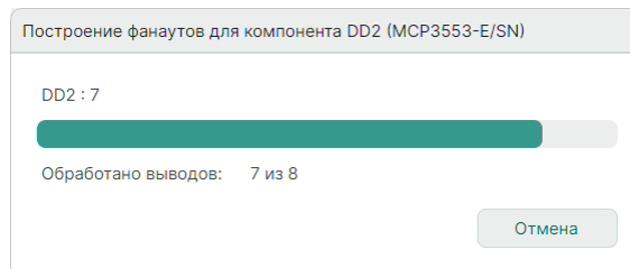 Построение фанаутов для компонента DD2 (MCP3553-E/SN)
DD2 : 7
Обработано выводов: 7 из 8
Отмена